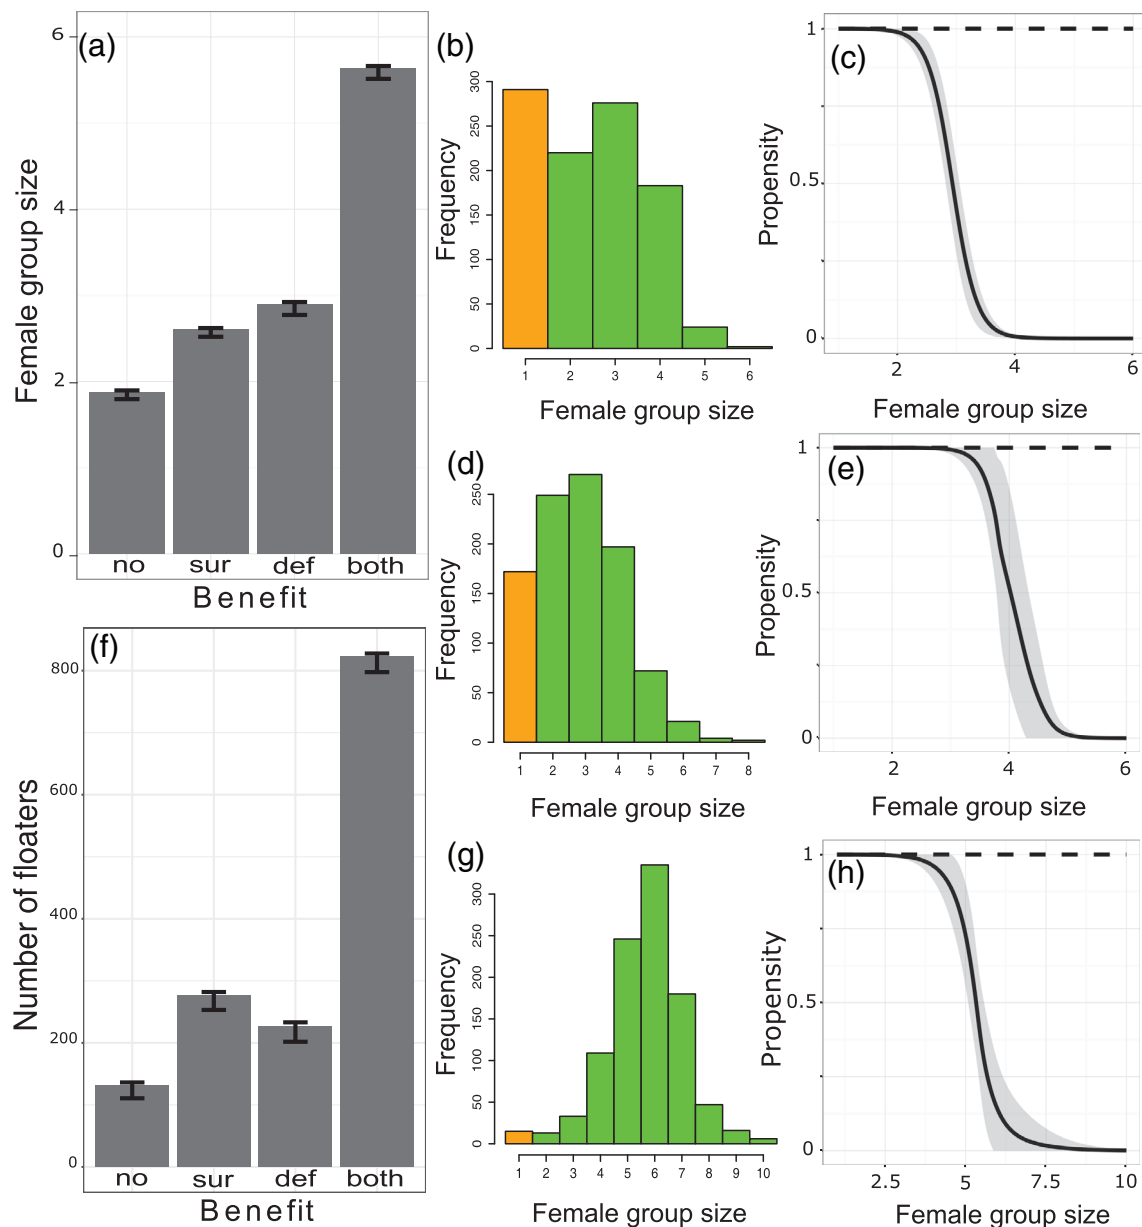 (a)
6
4
2
0
Female group size
no sur def both
Benefit
(b)
300
250
200
150
100
50
0
Frequency
1 2 3 4 5 6
Female group size
(c)
1
0.5
0
Propensity
2 4 6
Female group size
(d)
250
200
150
100
50
0
Frequency
1 2 3 4 5 6 7 8
Female group size
(e)
1
0.5
0
Propensity
2 4 6
Female group size
(f)
800
600
400
200
0
Number of floaters
no sur def both
Benefit
(g)
300
250
200
150
100
50
0
Frequency
1 2 3 4 5 6 7 8 9 10
Female group size
(h)
1
0.5
0
Propensity
2.5 5 7.5 10
Female group size